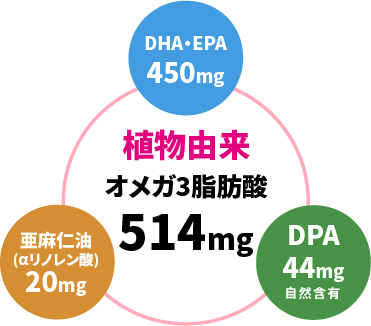 DHA・EPA
450mg
植物由来
オメガ3脂肪酸
514mg
亜麻仁油
(αリノレン酸)
20mg
DPA
44mg
自然含有